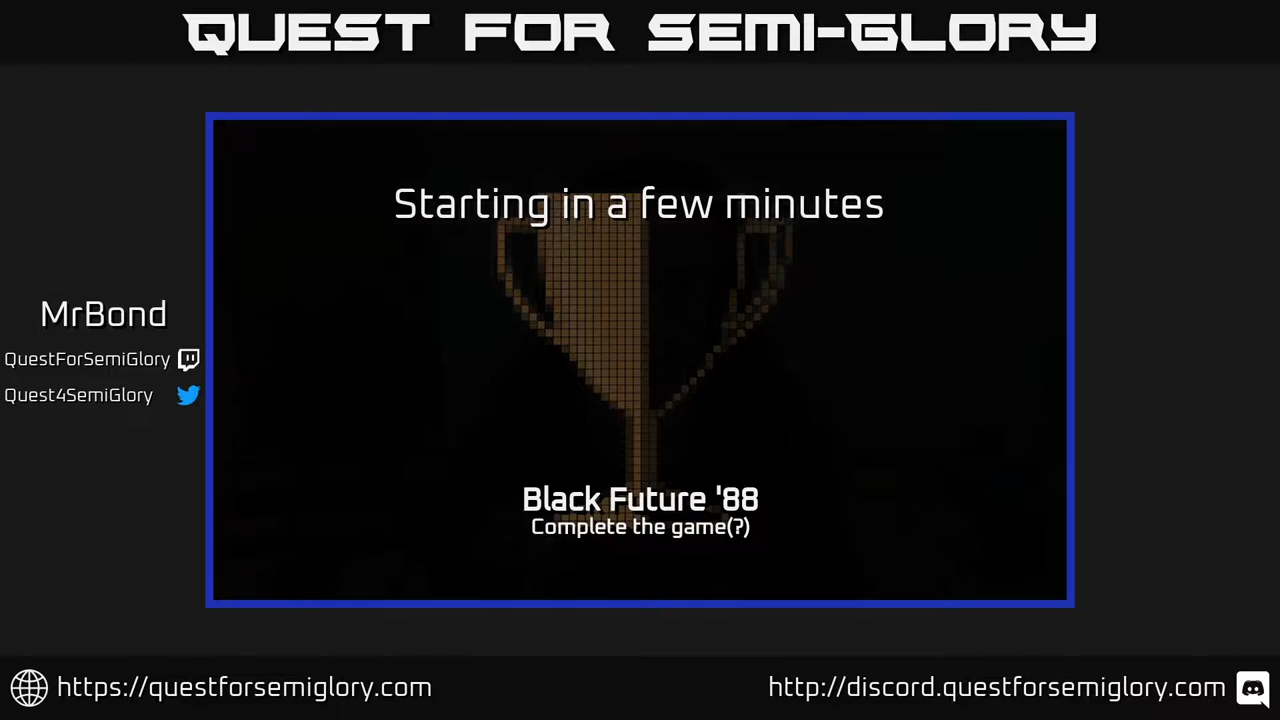 QUEST FOR SEMI-GLORY
Starting in a few minutes
MrBond
QuestForSemiGlory
Quest4SemiGlory
Black Future '88
Complete the game(?)
https://questforsemiglory.com
http://discord.questforsemiglory.com